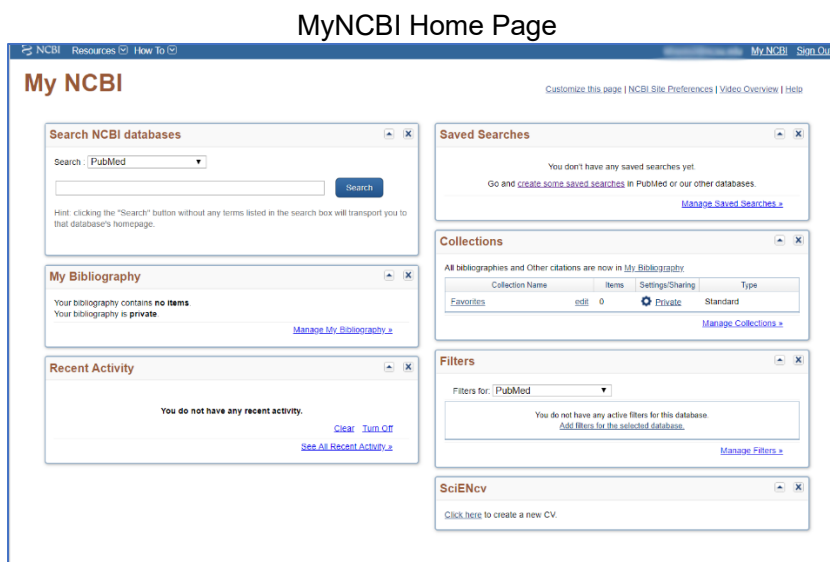 MyNCBI Home Page
NCBI Resources How To
My NCBI Sign Ou
My NCBI
Customize this page | NCBI Site Preferences | Video Overview | Help
Search NCBI databases
Search : PubMed
Search
Hint: clicking the "Search" button without any terms listed in the search box will transport you to
that database's homepage.
My Bibliography
Your bibliography contains no items.
Your bibliography is private.
Manage My Bibliography »
Recent Activity
You do not have any recent activity.
Clear Turn Off
See All Recent Activity »
Saved Searches
You don't have any saved searches yet.
Go and create some saved searches in PubMed or our other databases.
Manage Saved Searches »
Collections
All bibliographies and Other citations are now in My Bibliography
Collection Name Items Settings/Sharing Type
Favorites edit 0 Private Standard
Manage Collections »
Filters
Filters for: PubMed
You do not have any active filters for this database.
Add filters for the selected database.
Manage Filters »
SciENcv
Click here to create a new CV.